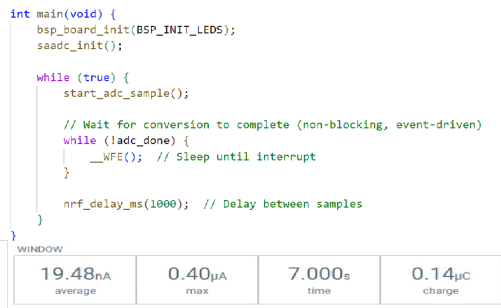 int main(void) {
bsp_board_init(BSP_INIT_LEDS);
saadc_init();
while (true) {
start_adc_sample();
// Wait for conversion to complete (non-blocking, event-driven)
while (!adc_done) {
__WFE(); // Sleep until interrupt
}
nrf_delay_ms(1000); // Delay between samples
}
}
WINDOW
19.48nA 0.40µA 7.000s 0.14µC
average max time charge